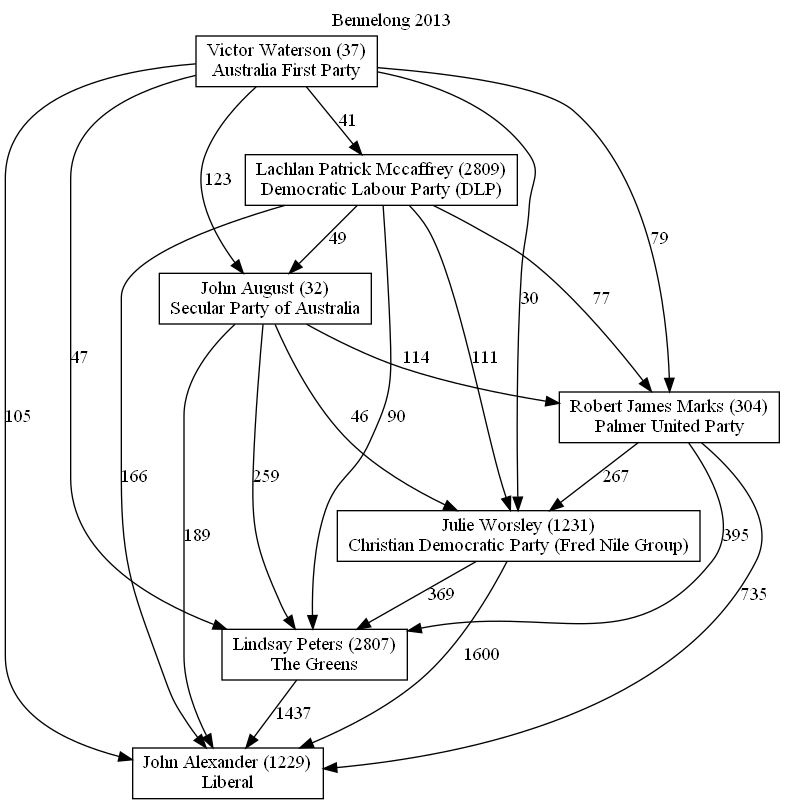 Bennelong 2013
Victor Waterson (37)
Australia First Party
41
Lachlan Patrick Mccaffrey (2809)
Democratic Labour Party (DLP)
123
49
79
30
77
John August (32)
Secular Party of Australia
47
114
111
105
46
90
Robert James Marks (304)
Palmer United Party
166
259
267
189
Julie Worsley (1231)
Christian Democratic Party (Fred Nile Group)
395
369
735
Lindsay Peters (2807)
The Greens
1600
1437
John Alexander (1229)
Liberal